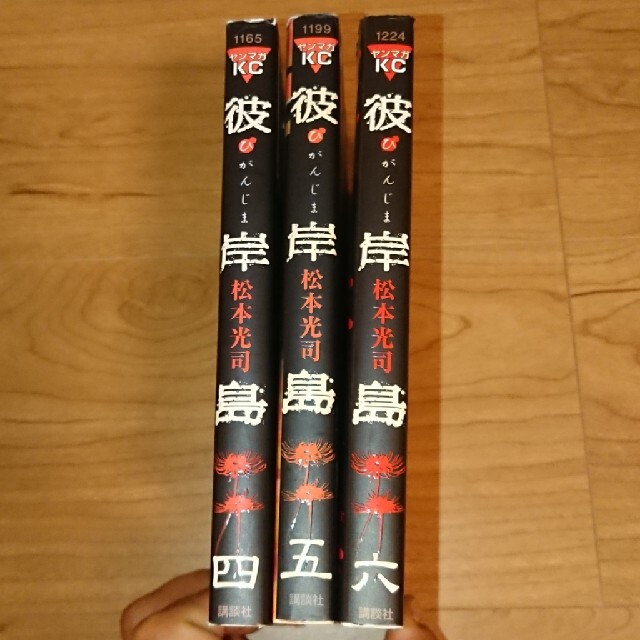 1165
ヤンマガ
KC
彼岸島
ひがんじま
松本光司
四
講談社
1199
ヤンマガ
KC
彼岸島
ひがんじま
松本光司
五
講談社
1224
ヤンマガ
KC
彼岸島
ひがんじま
松本光司
六
講談社